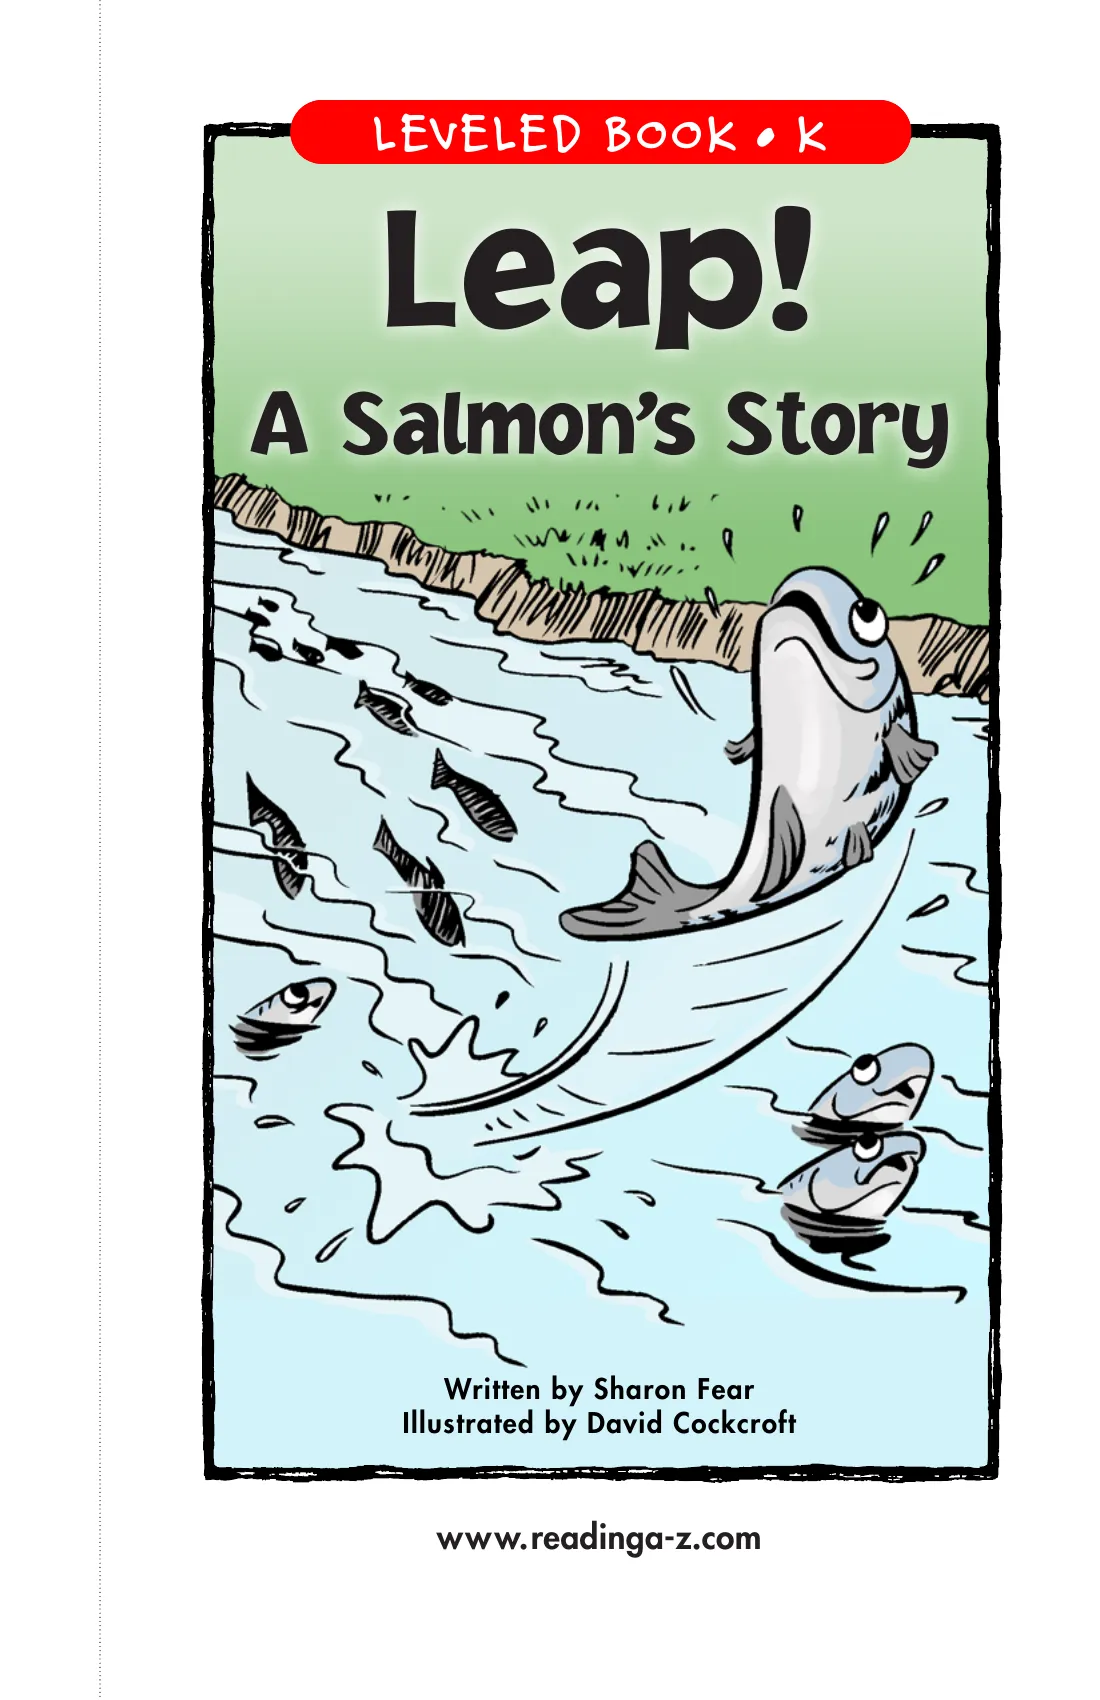 LEVELED BOOK • K
Leap!
A Salmon's Story
Written by Sharon Fear
Illustrated by David Cockcroft
www.readinga-z.com